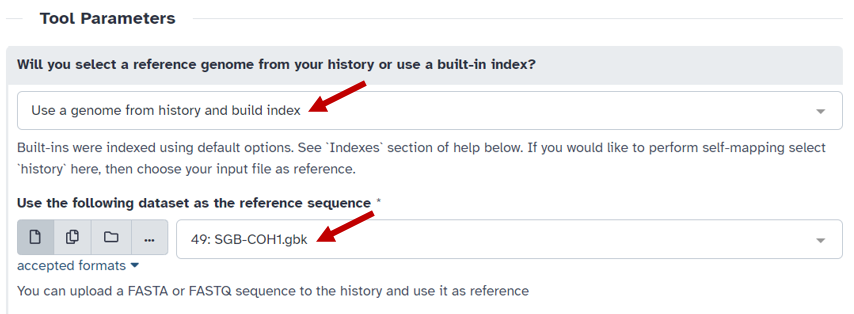 Tool Parameters
Will you select a reference genome from your history or use a built-in index?
Use a genome from history and build index
Built-ins were indexed using default options. See `Indexes` section of help below. If you would like to perform self-mapping select
`history` here, then choose your input file as reference.
Use the following dataset as the reference sequence *
... 49: SGB-COH1.gbk
accepted formats
You can upload a FASTA or FASTQ sequence to the history and use it as reference